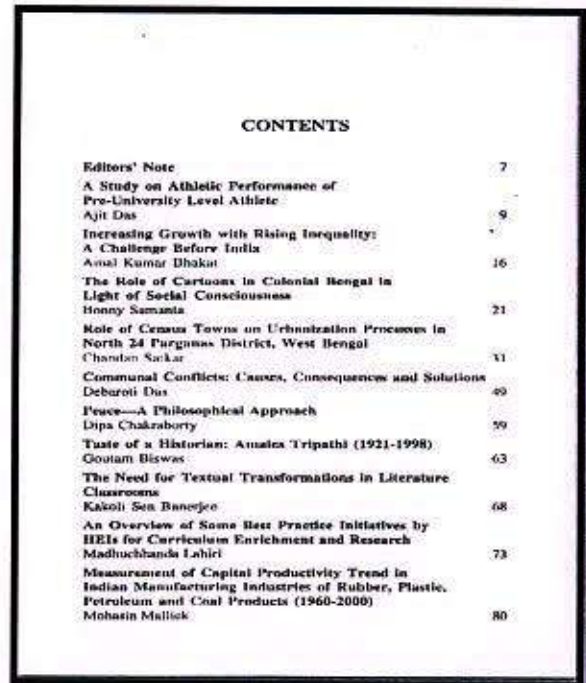 CONTENTS
Editors' Note 7
A Study on Athletic Performance of
Pre-University Level Athlete
Ajit Das 9
Increasing Growth with Rising Inequality:
A Challenge Before India
Amal Kumar Dhakat 16
The Role of Cartoons in Colonial Bengal in
Light of Social Consciousness
Honny Samanta 21
Role of Census Towns on Urbanization Processes in
North 24 Parganas District, West Bengal
Chandan Sarkar 31
Communal Conflicts: Causes, Consequences and Solutions
Debaroti Das 49
Peace—A Philosophical Approach
Dipa Chakraborty 59
Taste of a Historian: Amales Tripathi (1921-1998)
Goutam Biswas 63
The Need for Textual Transformations in Literature
Classrooms
Kakoli Sen Banerjee 68
An Overview of Some Best Practice Initiatives by
HEIs for Curriculum Enrichment and Research
Madhuchhanda Lahiri 73
Measurement of Capital Productivity Trend in
Indian Manufacturing Industries of Rubber, Plastic,
Petroleum and Coal Products (1960-2000)
Mohasin Mallick 80